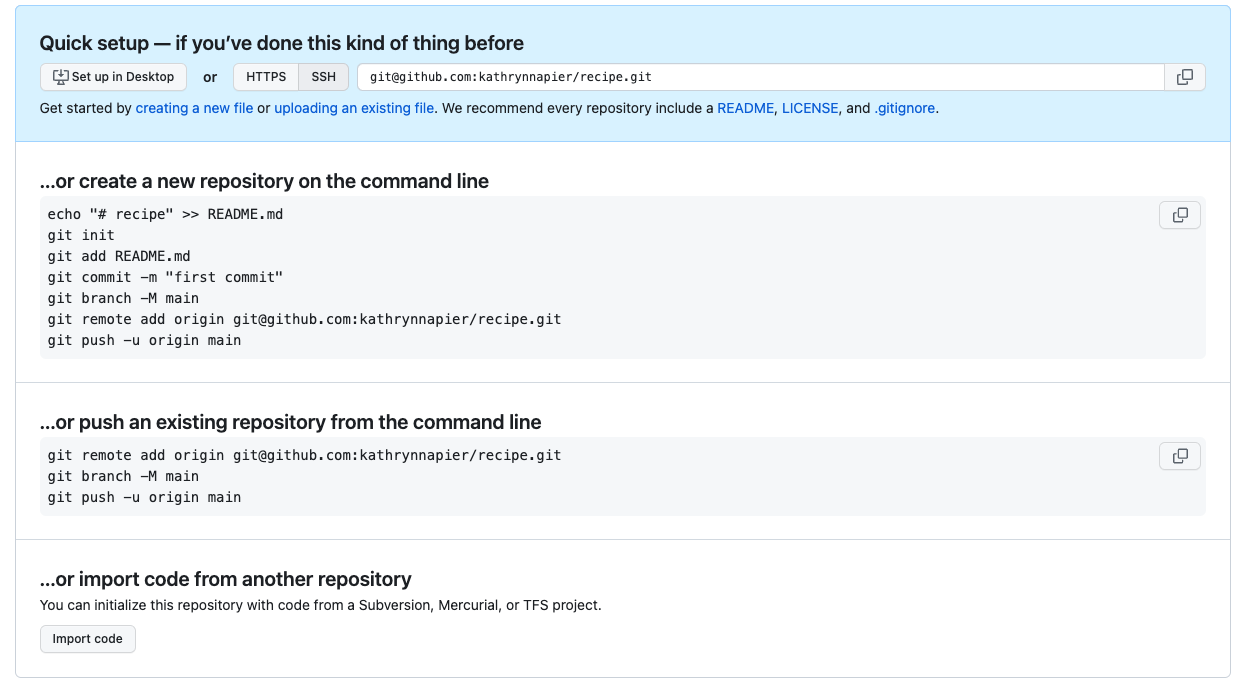 Quick setup — if you’ve done this kind of thing before
Set up in Desktop or HTTPS SSH git@github.com:kathrynnapier/recipe.git
Get started by creating a new file or uploading an existing file. We recommend every repository include a README, LICENSE, and .gitignore.
…or create a new repository on the command line
echo "# recipe" >> README.md
git init
git add README.md
git commit -m "first commit"
git branch -M main
git remote add origin git@github.com:kathrynnapier/recipe.git
git push -u origin main
…or push an existing repository from the command line
git remote add origin git@github.com:kathrynnapier/recipe.git
git branch -M main
git push -u origin main
…or import code from another repository
You can initialize this repository with code from a Subversion, Mercurial, or TFS project.
Import code